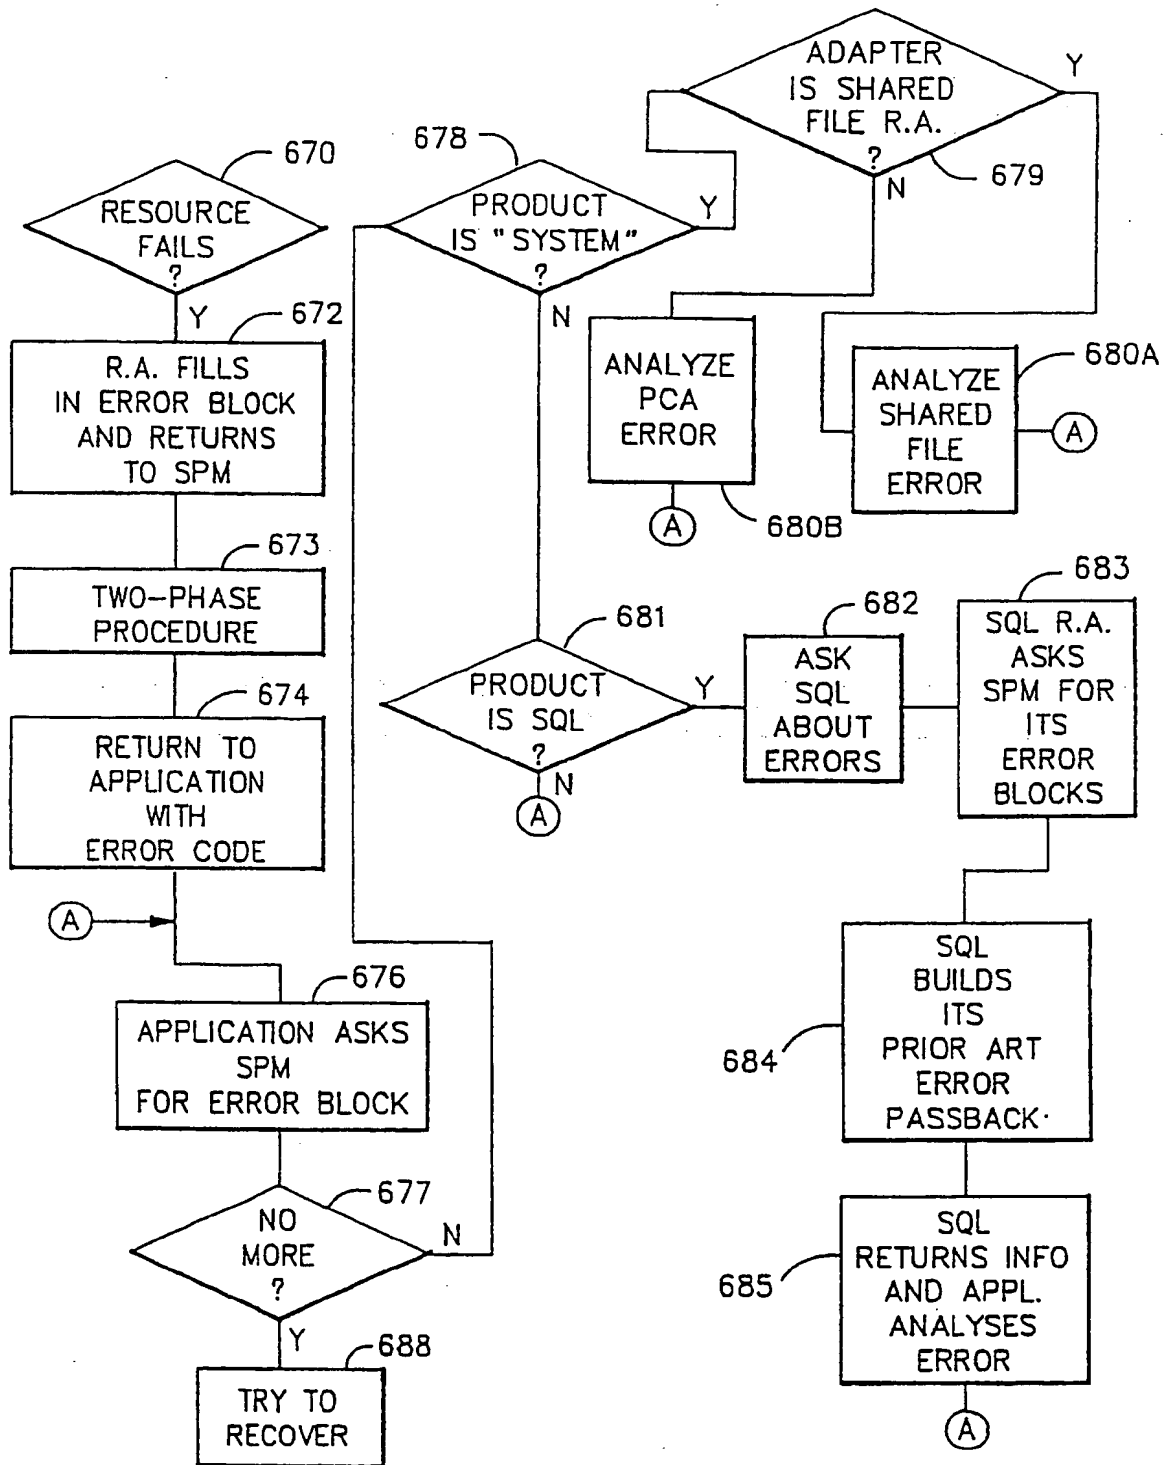 670
RESOURCE
FAILS
?
Y
672
R.A. FILLS
IN ERROR BLOCK
AND RETURNS
TO SPM
673
TWO-PHASE
PROCEDURE
674
RETURN TO
APPLICATION
WITH
ERROR CODE
A
676
APPLICATION ASKS
SPM
FOR ERROR BLOCK
677
NO
MORE
?
N
Y
688
TRY TO
RECOVER
678
PRODUCT
IS "SYSTEM"
?
Y
N
ADAPTER
IS SHARED
FILE R.A.
?
Y
N
679
ANALYZE
PCA
ERROR
680B
A
680A
ANALYZE
SHARED
FILE
ERROR
A
681
PRODUCT
IS SQL
?
Y
N
A
682
ASK
SQL
ABOUT
ERRORS
683
SQL R.A.
ASKS
SPM FOR
ITS
ERROR
BLOCKS
684
SQL
BUILDS
ITS
PRIOR ART
ERROR
PASSBACK
685
SQL
RETURNS INFO
AND APPL.
ANALYSES
ERROR
A